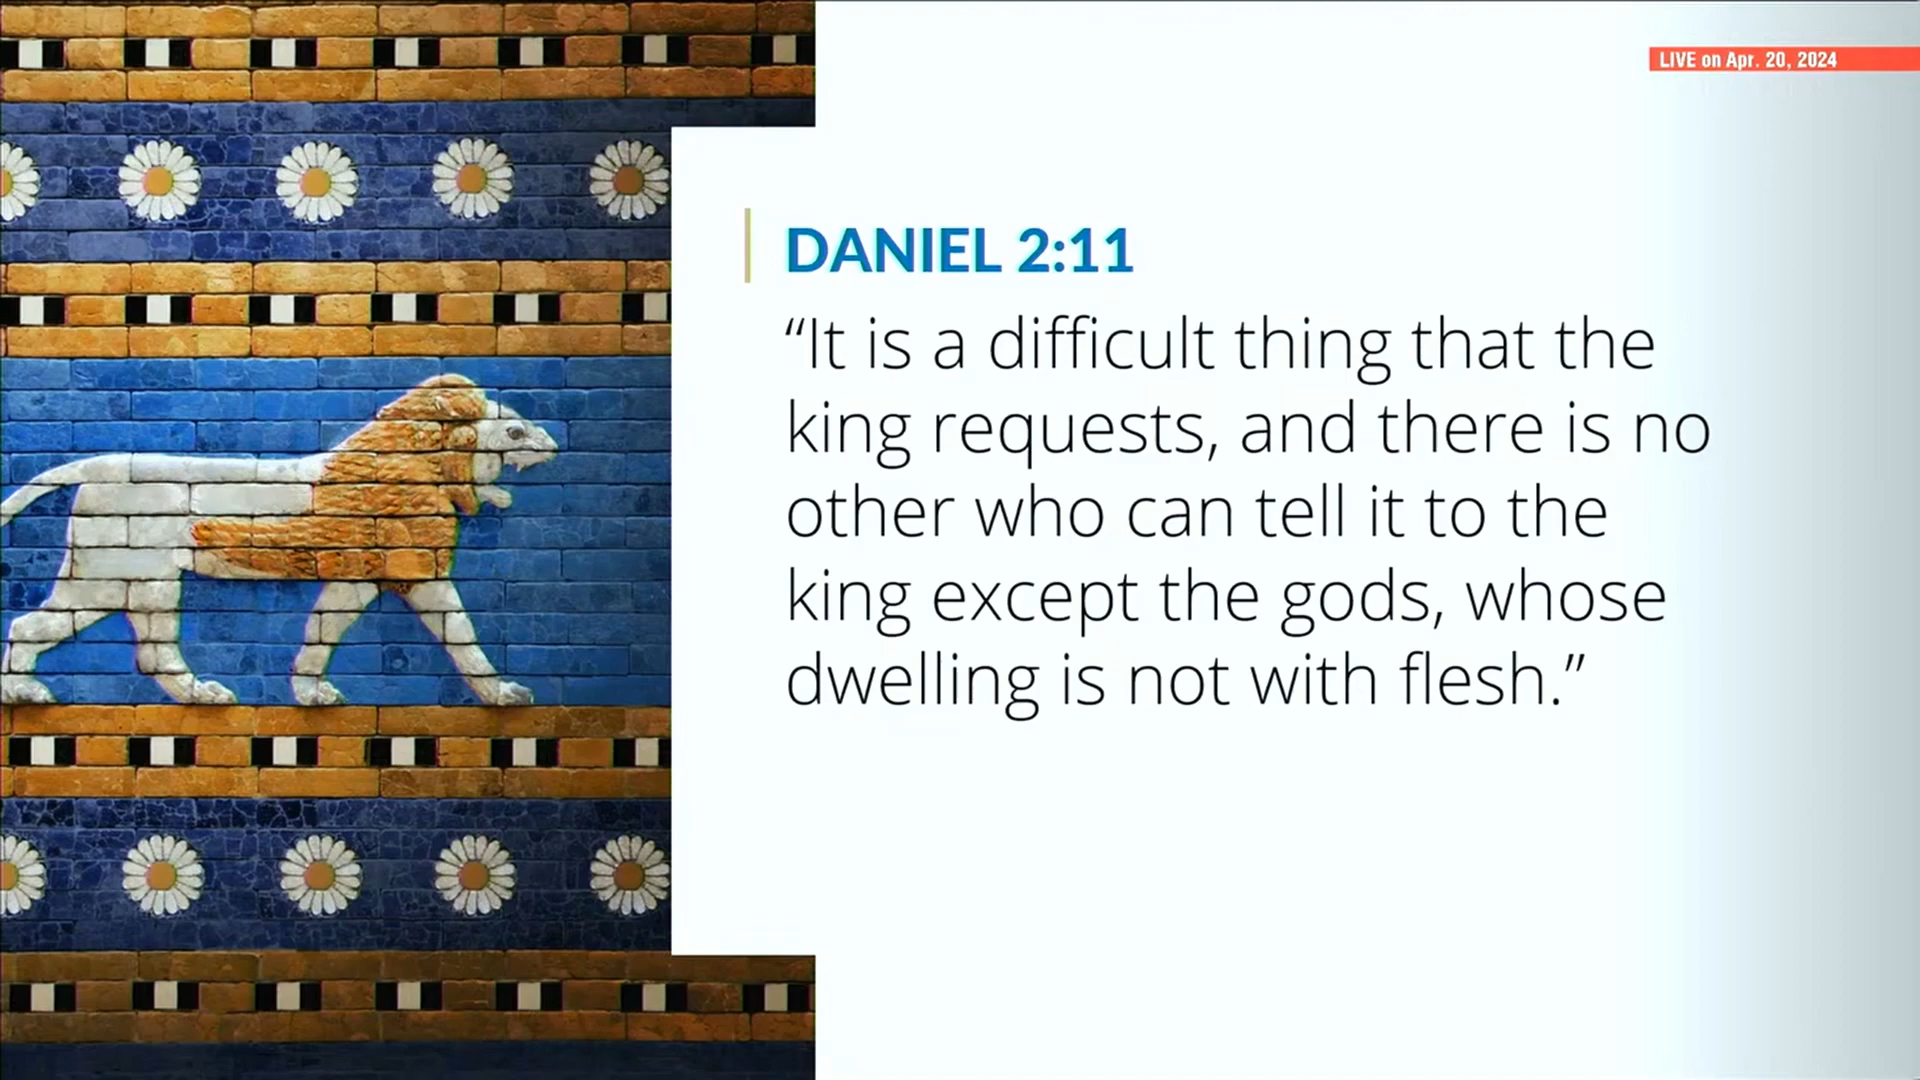 LIVE on Apr. 20, 2024
DANIEL 2:11
“It is a difficult thing that the
king requests, and there is no
other who can tell it to the
king except the gods, whose
dwelling is not with flesh.”